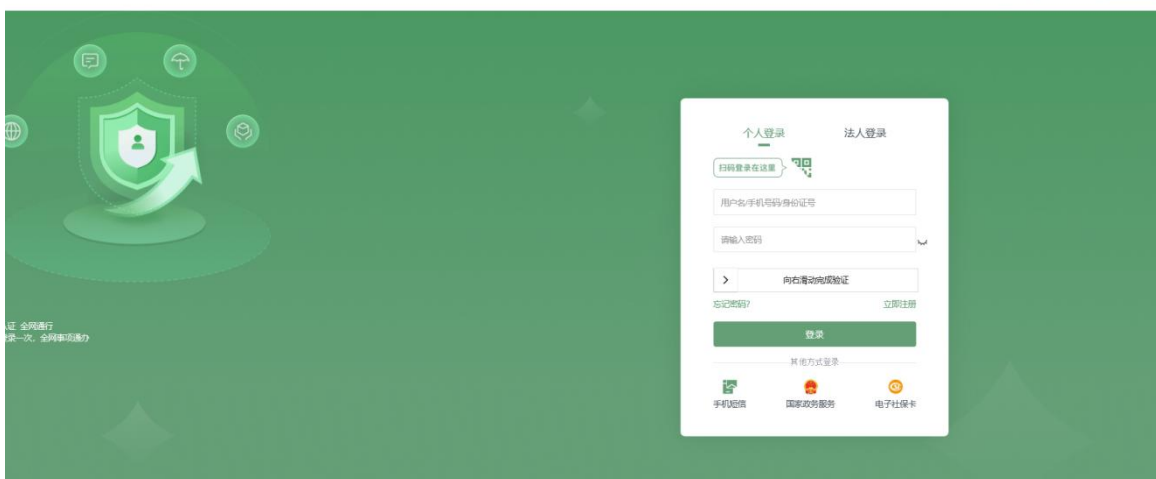 个人登录
法人登录
扫码登录在这里
用户名/手机号码/身份证号
请输入密码
向右滑动完成验证
忘记密码?
立即注册
登录
其他方式登录
手机短信
国家政务服务
电子社保卡
认证 全网通行
登录一次，全网事项通办